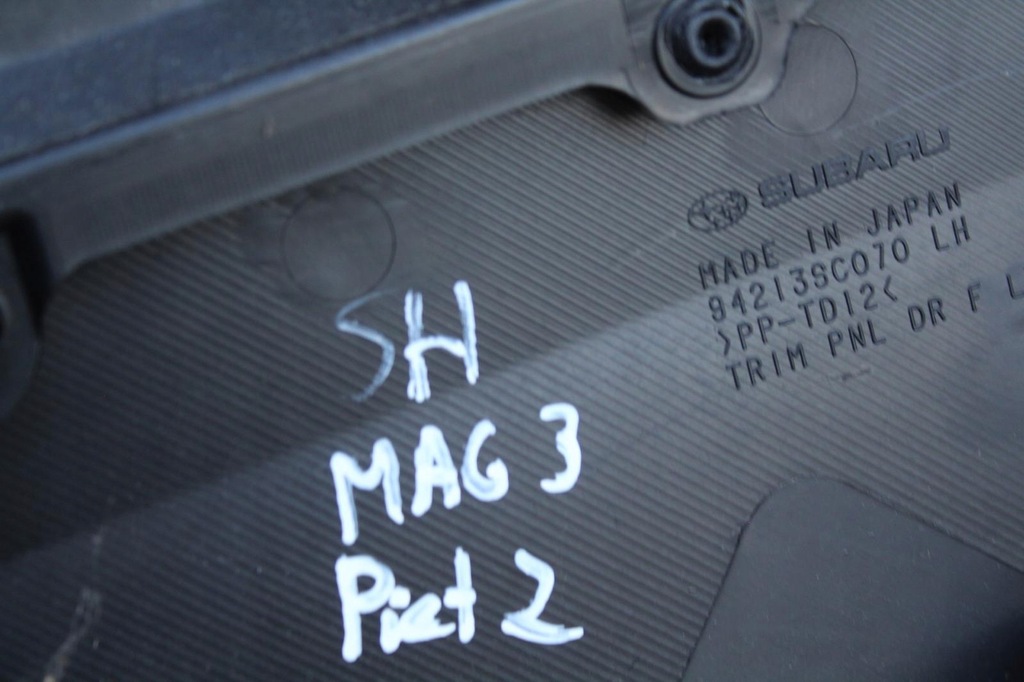 SUBARU
MADE IN JAPAN
94213SC070 LH
>PP-TD12<
TRIM PNL DR F L
SH
MAG 3
Piet 2